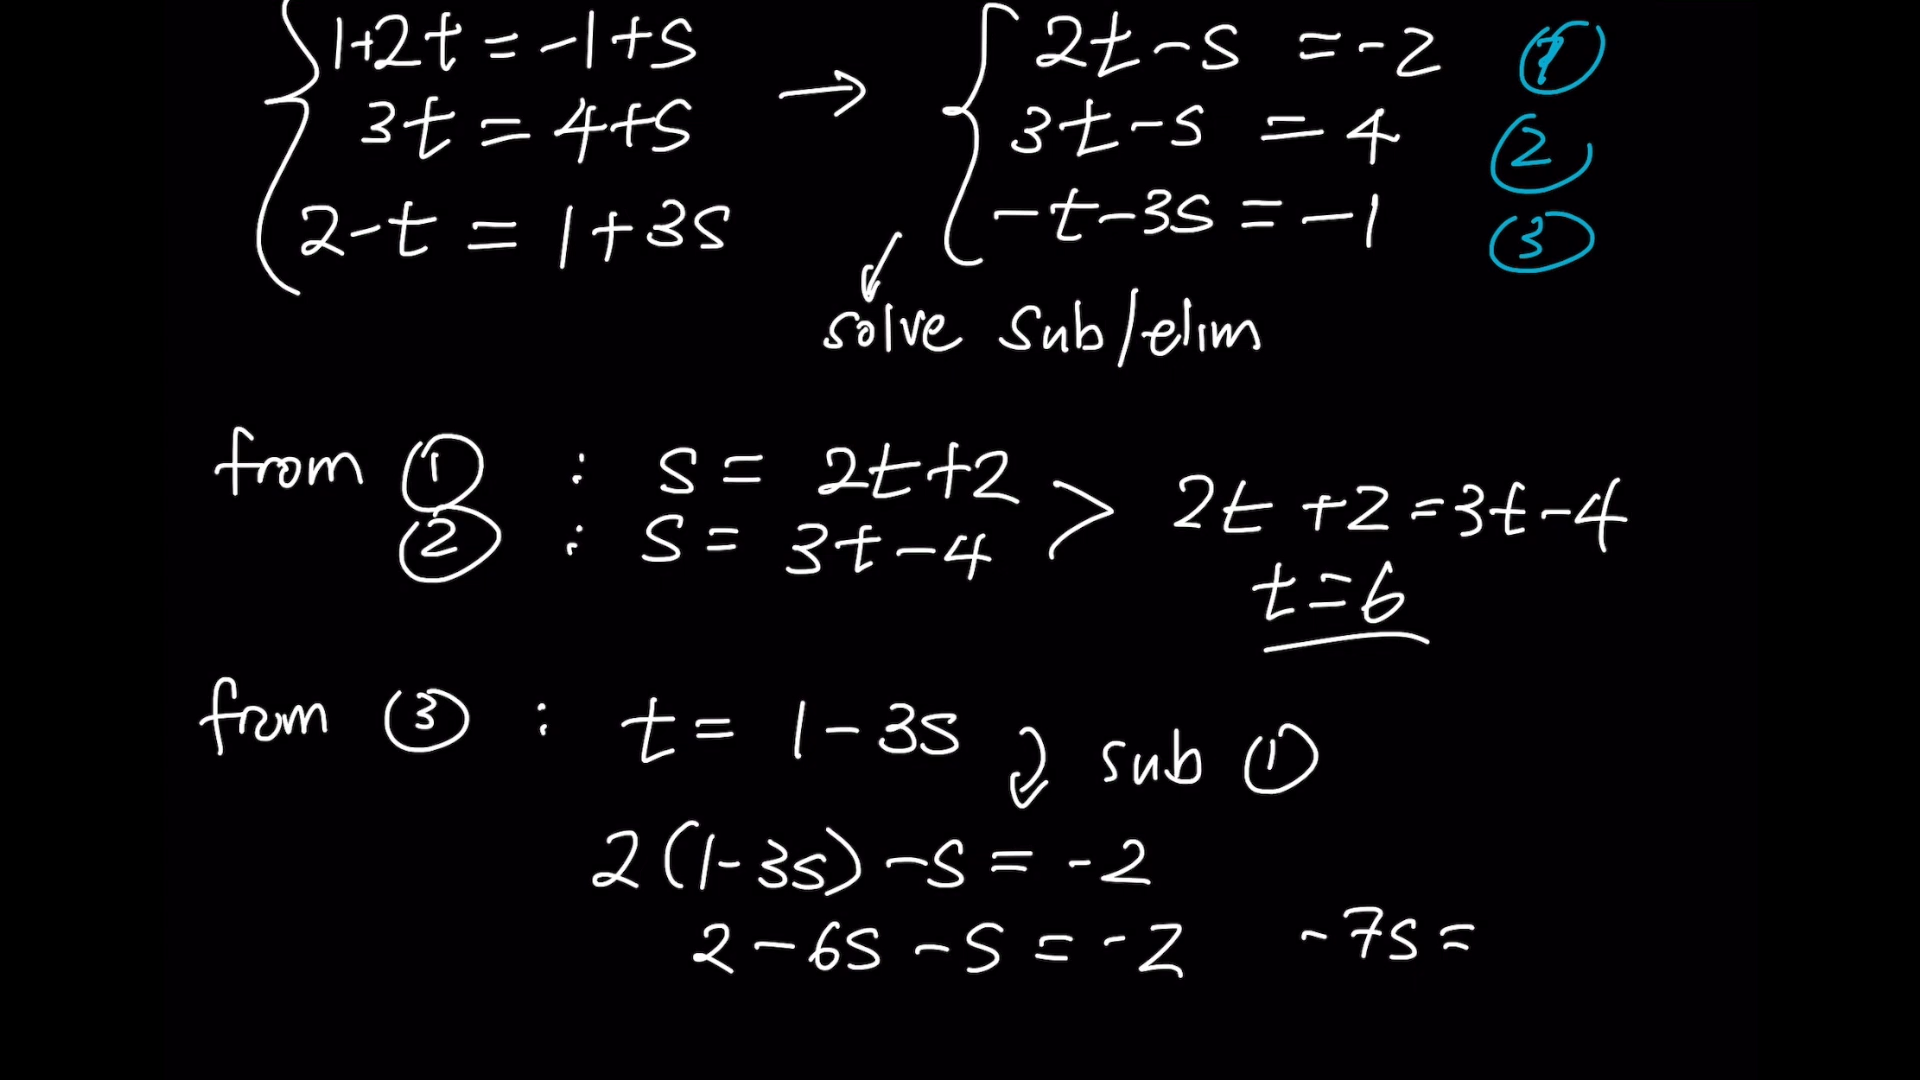 1+2t = -1+s → 2t-s = -2 ①
3t = 4+s 3t-s = 4 ②
2-t = 1+3s -t-3s = -1 ③
solve sub/elim
from ① : s = 2t+2 > 2t+2=3t-4
② : s = 3t-4 t=6
from ③ : t = 1-3s sub ①
2(1-3s)-s = -2
2-6s-s = -2 -7s =